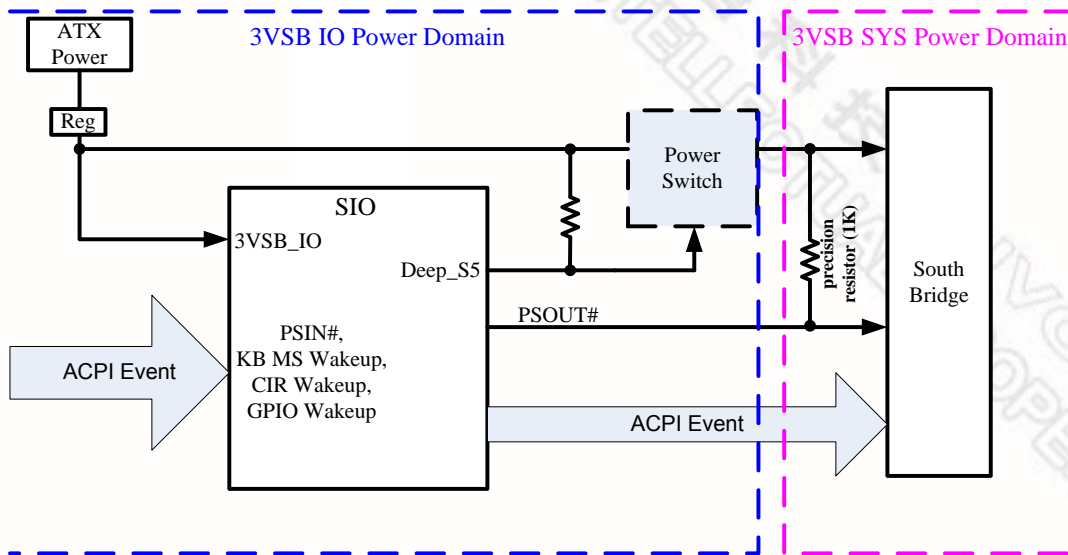 ATX
Power
3VSB IO Power Domain
3VSB SYS Power Domain
Reg
Power
Switch
SIO
3VSB_IO
Deep_S5
precision
resistor (1K)
South
Bridge
PSOUT#
PSIN#,
KB MS Wakeup,
CIR Wakeup,
GPIO Wakeup
ACPI Event
ACPI Event